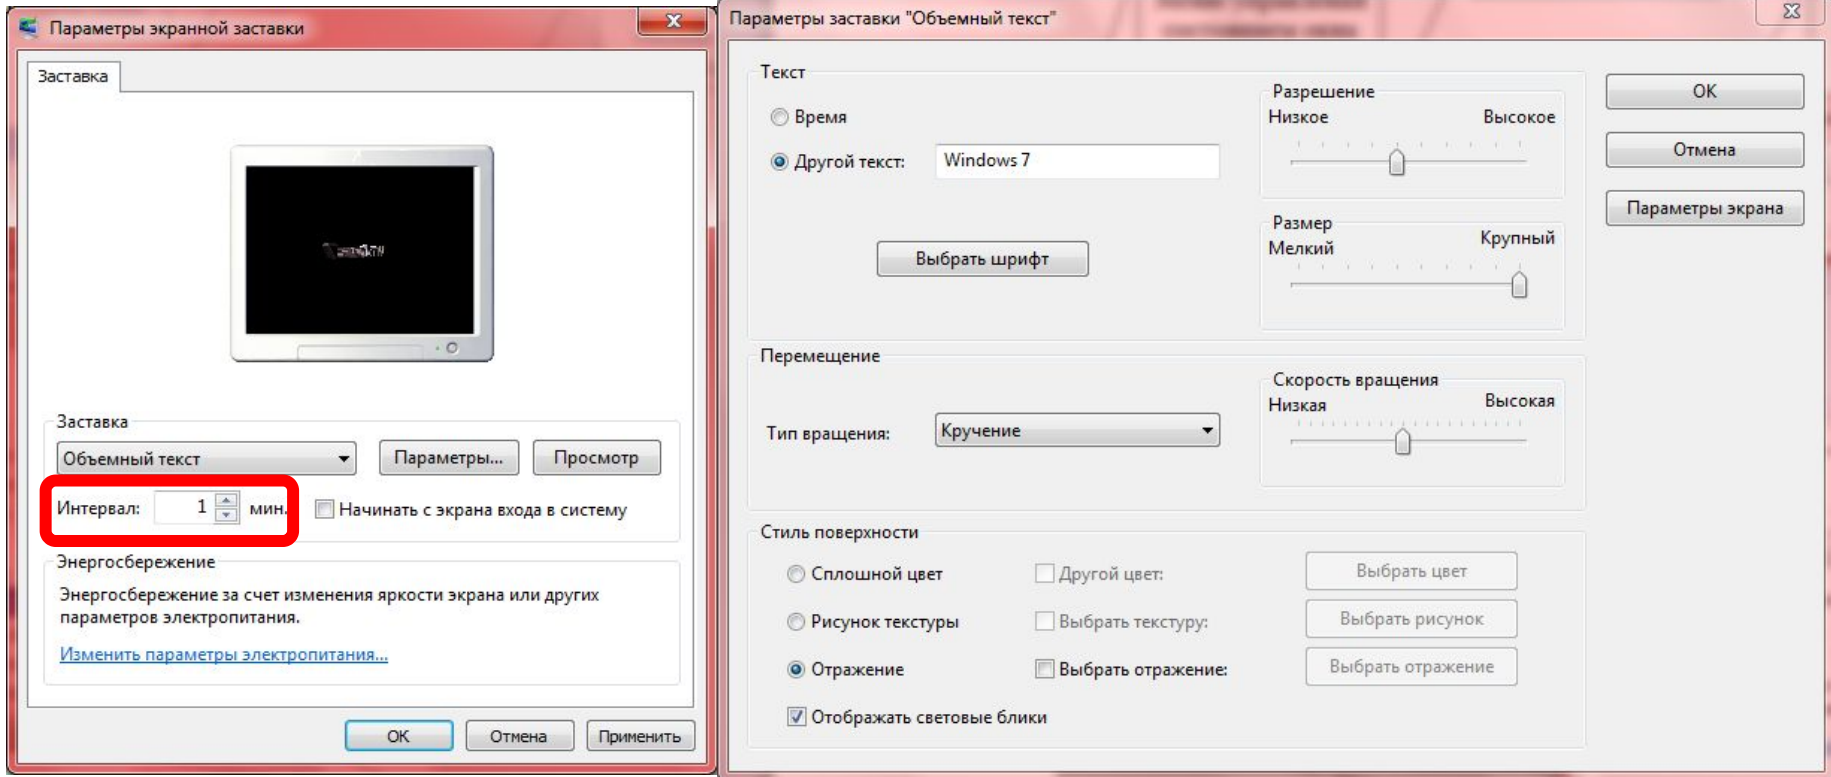 Параметры экранной заставки
Заставка
Заставка
Объемный текст
Параметры...
Просмотр
Интервал: 1 мин.
Начинать с экрана входа в систему
Энергосбережение
Энергосбережение за счет изменения яркости экрана или других
параметров электропитания.
Изменить параметры электропитания...
ОК
Отмена
Применить
Параметры заставки "Объемный текст"
Текст
Время
Другой текст: Windows 7
Выбрать шрифт
Разрешение
Низкое Высокое
Размер
Мелкий Крупный
ОК
Отмена
Параметры экрана
Перемещение
Тип вращения: Кручение
Скорость вращения
Низкая Высокая
Стиль поверхности
Сплошной цвет Другой цвет: Выбрать цвет
Рисунок текстуры Выбрать текстуру: Выбрать рисунок
Отражение Выбрать отражение: Выбрать отражение
Отображать световые блики